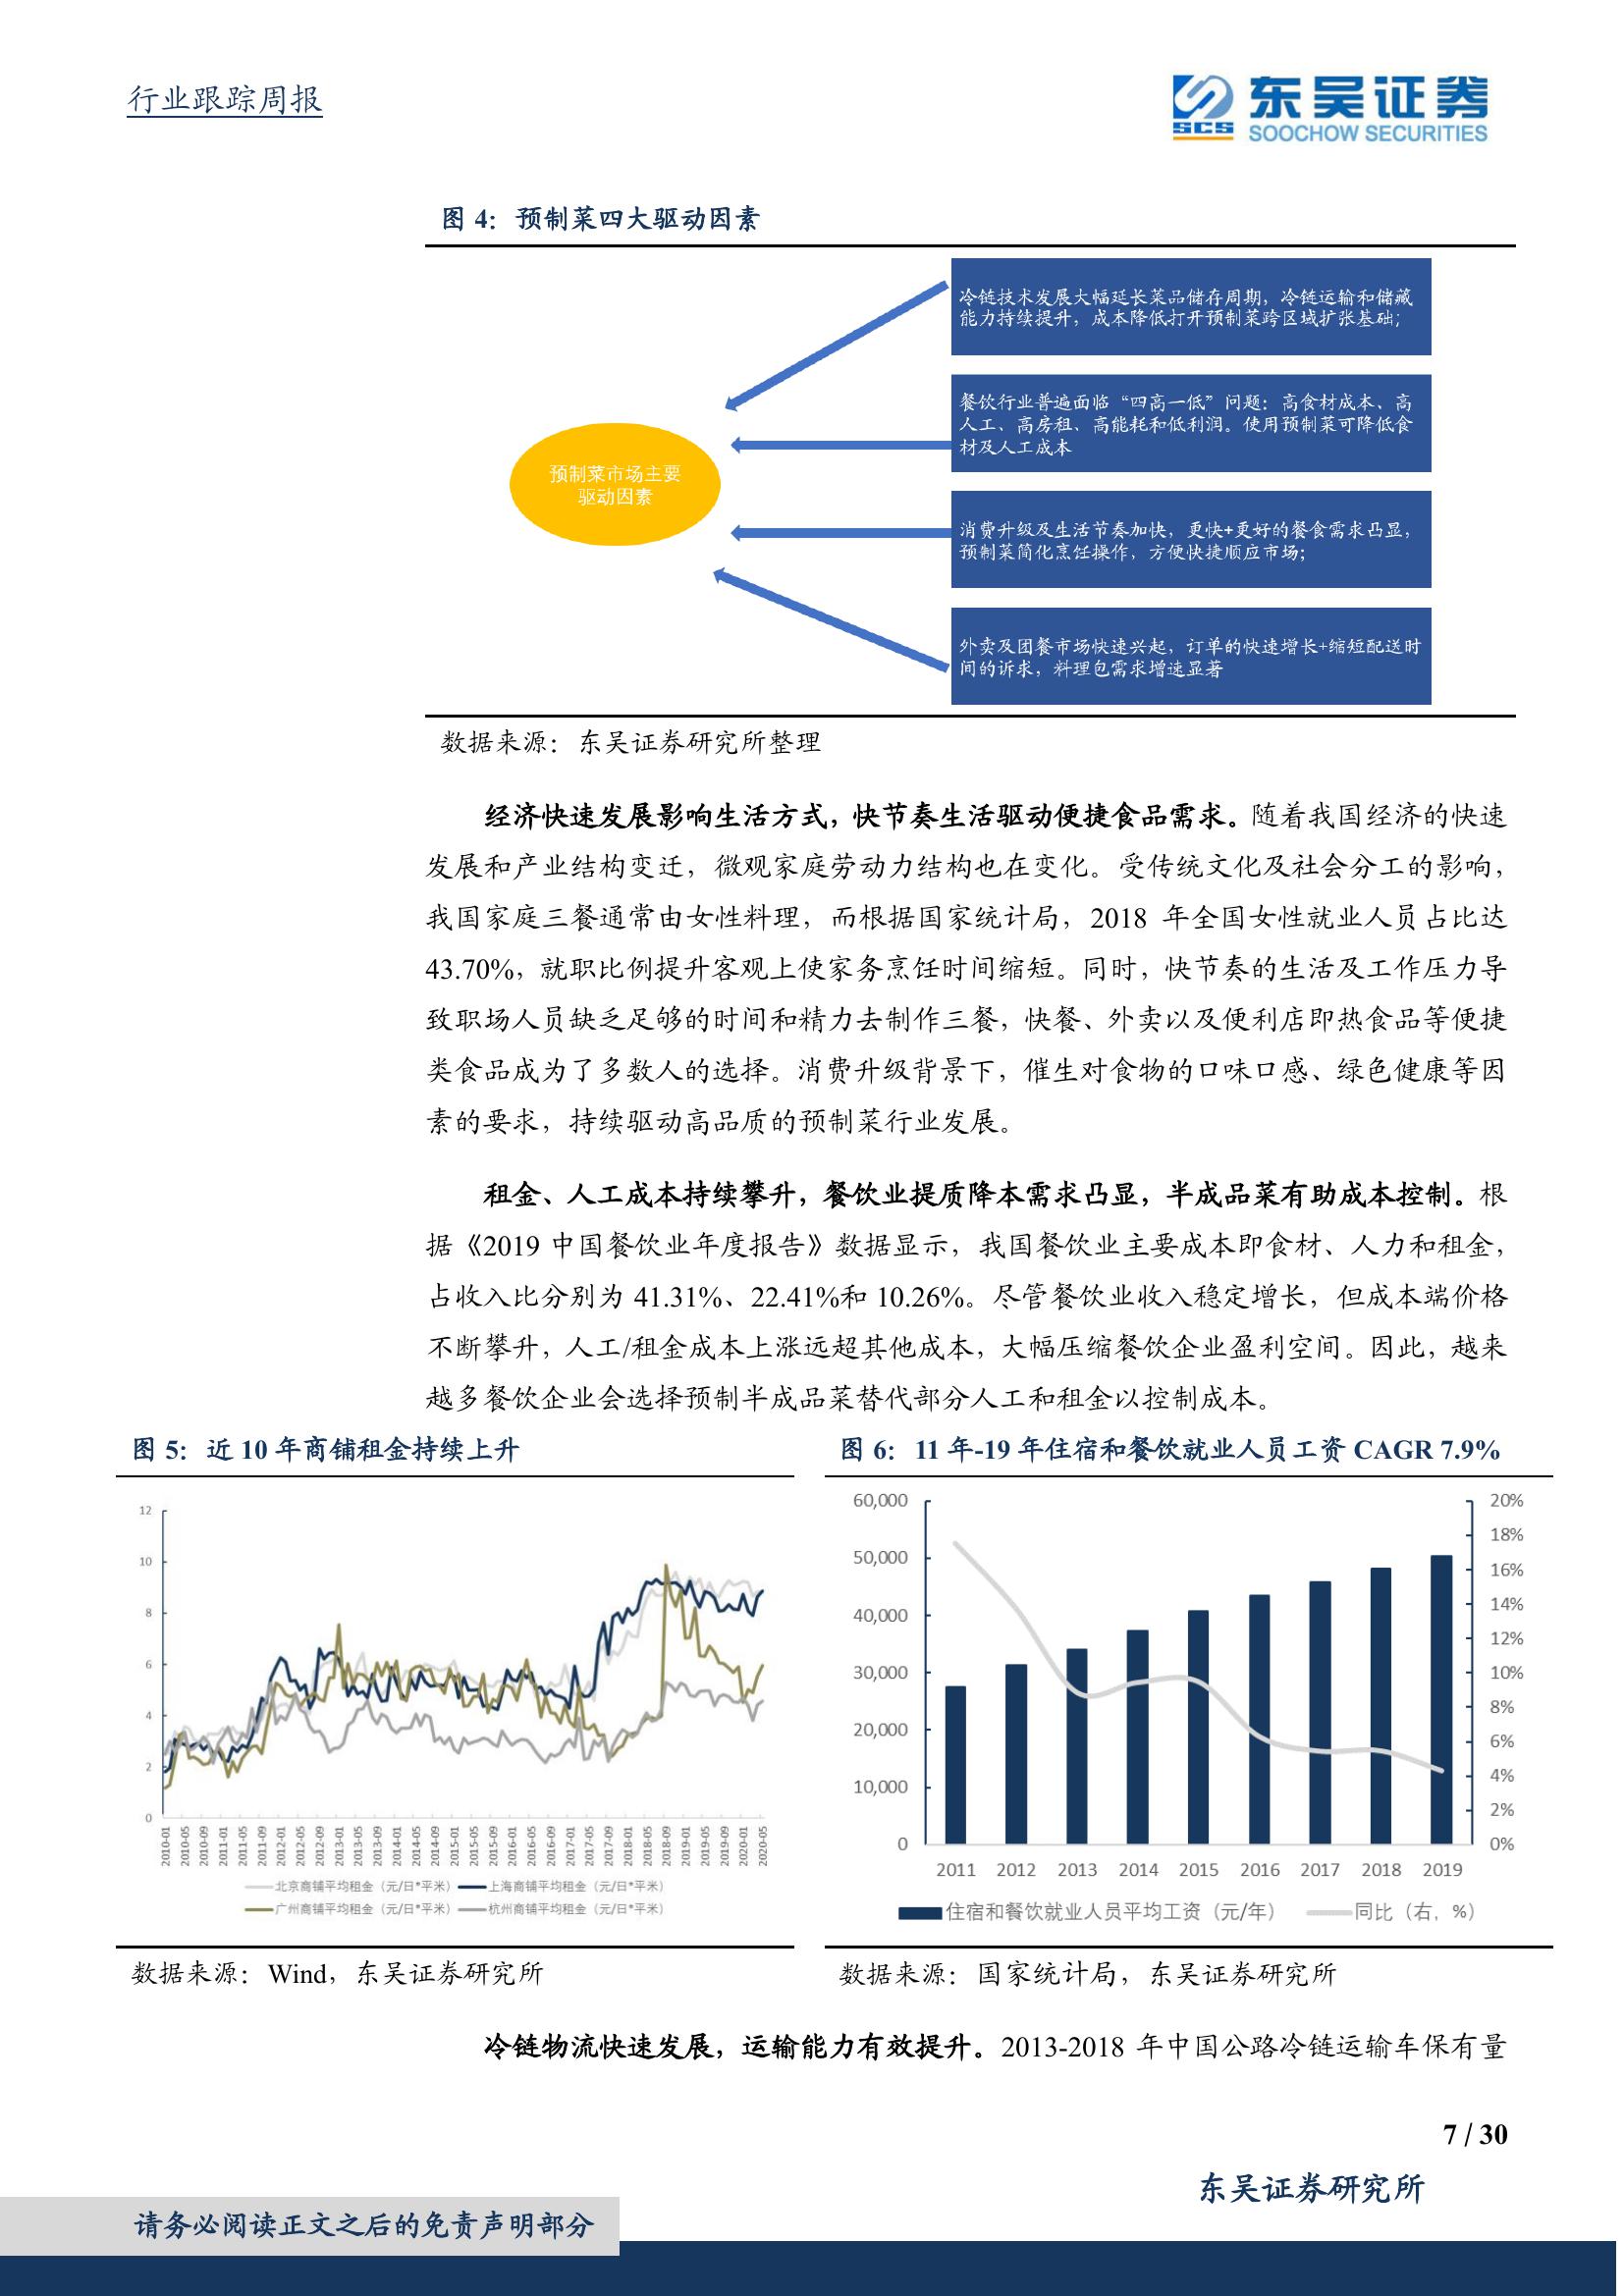 行业跟踪周报
SCS
东吴证券
SOOCHOW SECURITIES
图 4：预制菜四大驱动因素
预制菜市场主要
驱动因素
冷链技术发展大幅延长菜品储存周期，冷链运输和储藏
能力持续提升，成本降低打开预制菜跨区域扩张基础；
餐饮行业普遍面临“四高一低”问题：高食材成本、高
人工、高房租、高能耗和低利润。使用预制菜可降低食
材及人工成本
消费升级及生活节奏加快，更快+更好的餐食需求凸显，
预制菜简化烹饪操作，方便快捷顺应市场；
外卖及团餐市场快速兴起，订单的快速增长+缩短配送时
间的诉求，料理包需求增速显著
数据来源：东吴证券研究所整理
经济快速发展影响生活方式，快节奏生活驱动便捷食品需求。随着我国经济的快速
发展和产业结构变迁，微观家庭劳动力结构也在变化。受传统文化及社会分工的影响，
我国家庭三餐通常由女性料理，而根据国家统计局，2018 年全国女性就业人员占比达
43.70%，就职比例提升客观上使家务烹饪时间缩短。同时，快节奏的生活及工作压力导
致职场人员缺乏足够的时间和精力去制作三餐，快餐、外卖以及便利店即热食品等便捷
类食品成为了多数人的选择。消费升级背景下，催生对食物的口味口感、绿色健康等因
素的要求，持续驱动高品质的预制菜行业发展。
租金、人工成本持续攀升，餐饮业提质降本需求凸显，半成品菜有助成本控制。根
据《2019 中国餐饮业年度报告》数据显示，我国餐饮业主要成本即食材、人力和租金，
占收入比分别为 41.31%、22.41%和 10.26%。尽管餐饮业收入稳定增长，但成本端价格
不断攀升，人工/租金成本上涨远超其他成本，大幅压缩餐饮企业盈利空间。因此，越来
越多餐饮企业会选择预制半成品菜替代部分人工和租金以控制成本。
图 5：近 10 年商铺租金持续上升
12
10
8
6
4
2
0
2010-01 2010-05 2010-09 2011-01 2011-05 2011-09 2012-01 2012-05 2012-09 2013-01 2013-05 2013-09 2014-01 2014-05 2014-09 2015-01 2015-05 2015-09 2016-01 2016-05 2016-09 2017-01 2017-05 2017-09 2018-01 2018-05 2018-09 2019-01 2019-05 2019-09 2020-01 2020-05
北京商铺平均租金（元/日*平米） 上海商铺平均租金（元/日*平米）
广州商铺平均租金（元/日*平米） 杭州商铺平均租金（元/日*平米）
数据来源：Wind，东吴证券研究所
图 6：11 年-19 年住宿和餐饮就业人员工资 CAGR 7.9%
60,000 20%
18%
50,000 16%
40,000 14%
12%
30,000 10%
8%
20,000 6%
10,000 4%
2%
0 0%
2011 2012 2013 2014 2015 2016 2017 2018 2019
住宿和餐饮就业人员平均工资（元/年） 同比（右，%）
数据来源：国家统计局，东吴证券研究所
冷链物流快速发展，运输能力有效提升。2013-2018 年中国公路冷链运输车保有量
7 / 30
东吴证券研究所
请务必阅读正文之后的免责声明部分